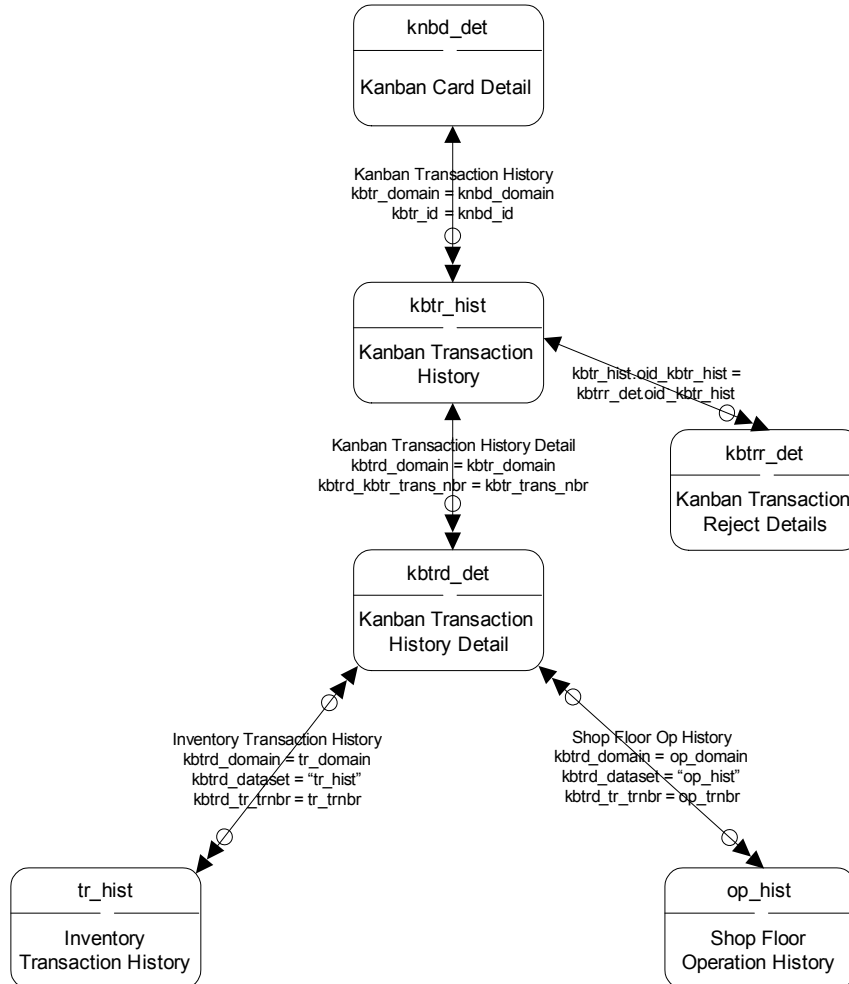 knbd_det
Kanban Card Detail
Kanban Transaction History
kbtr_domain = knbd_domain
kbtr_id = knbd_id
kbtr_hist
Kanban Transaction
History
kbtr_hist.oid_kbtr_hist =
kbtrr_det.oid_kbtr_hist
kbtrr_det
Kanban Transaction
Reject Details
Kanban Transaction History Detail
kbtrd_domain = kbtr_domain
kbtrd_kbtr_trans_nbr = kbtr_trans_nbr
kbtrd_det
Kanban Transaction
History Detail
Inventory Transaction History
kbtrd_domain = tr_domain
kbtrd_dataset = “tr_hist”
kbtrd_tr_trnbr = tr_trnbr
Shop Floor Op History
kbtrd_domain = op_domain
kbtrd_dataset = “op_hist”
kbtrd_tr_trnbr = op_trnbr
tr_hist
Inventory
Transaction History
op_hist
Shop Floor
Operation History